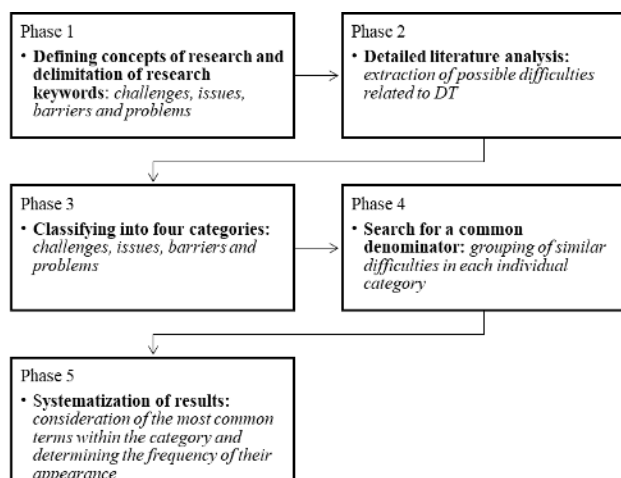 Phase 1
• Defining concepts of research and
delimitation of research
keywords: challenges, issues,
barriers and problems
Phase 2
• Detailed literature analysis:
extraction of possible difficulties
related to DT
Phase 3
• Classifying into four categories:
challenges, issues, barriers and
problems
Phase 4
• Search for a common
denominator: grouping of similar
difficulties in each individual
category
Phase 5
• Systematization of results:
consideration of the most common
terms within the category and
determining the frequency of their
appearance